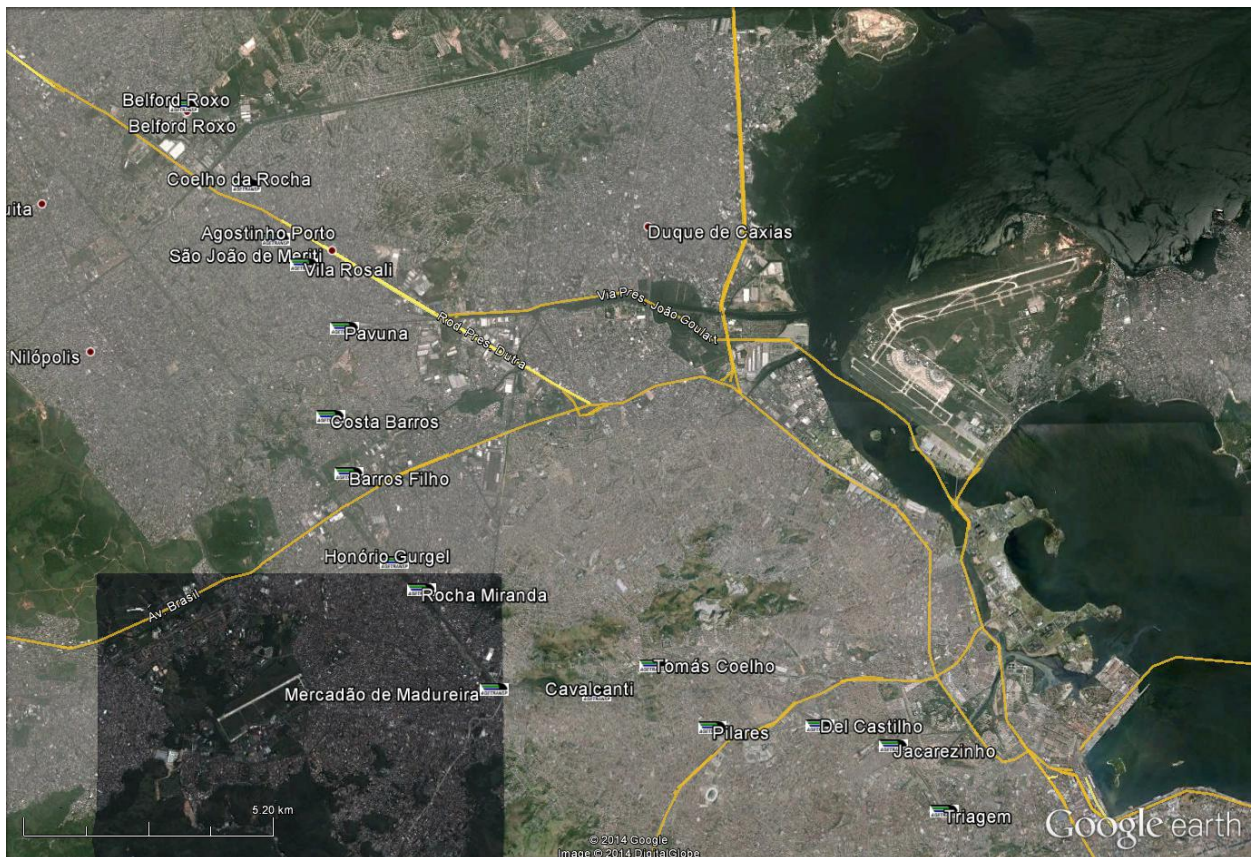 Belford Roxo
Belford Roxo
Coelho da Rocha
uita
Agostinho Porto
Duque de Caxias
São João de Meriti
Vila Rosali
Via Pres. João Goulart
Rod. Pres. Dutra
Pavuna
Nilópolis
Costa Barros
Barros Filho
Honório Gurgel
Rocha Miranda
Av. Brasil
Tomás Coelho
Mercadão de Madureira
Cavalcanti
Pilares
Del Castilho
Jacarezinho
5.20 km
Triagem
Google earth
© 2014 Google
Image © 2014 DigitalGlobe